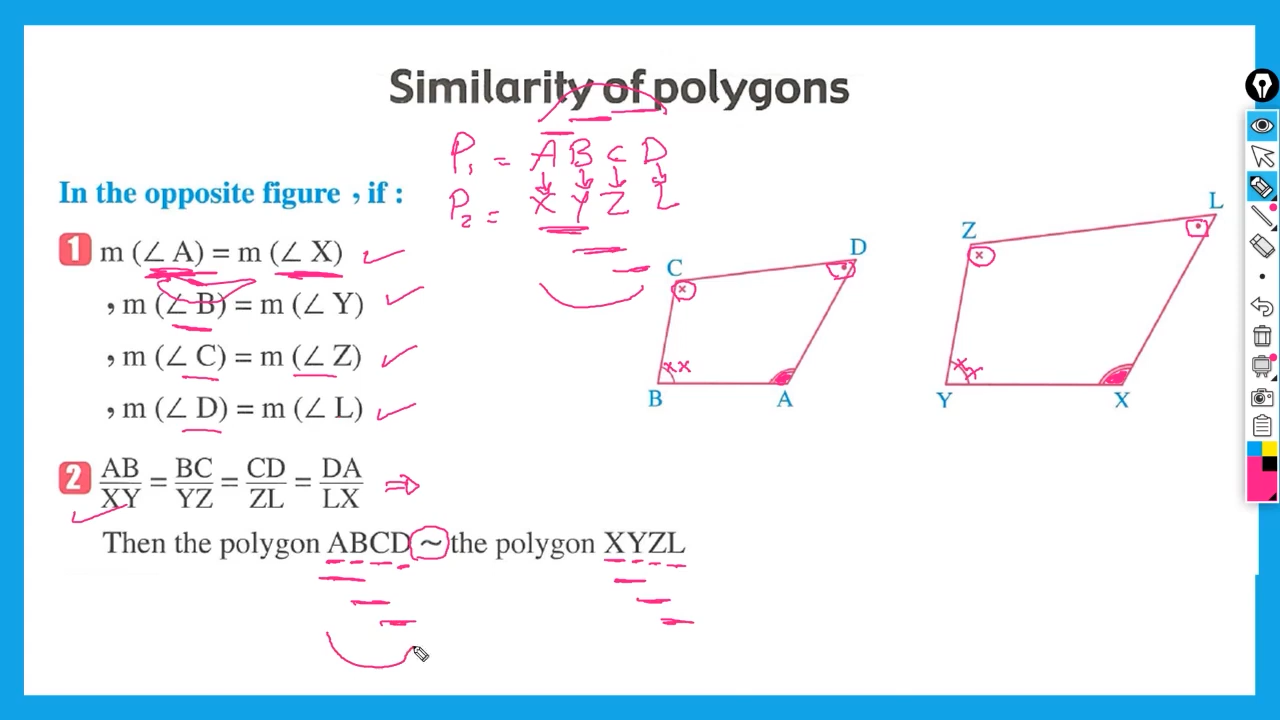 Similarity of polygons
P₁ = A B C D
P₂ = X Y Z L
In the opposite figure , if :
1 m (∠ A) = m (∠ X)
, m (∠ B) = m (∠ Y)
, m (∠ C) = m (∠ Z)
, m (∠ D) = m (∠ L)
2 AB/XY = BC/YZ = CD/ZL = DA/LX ⇒
Then the polygon ABCD ~ the polygon XYZL
C D
B A
Z L
Y X